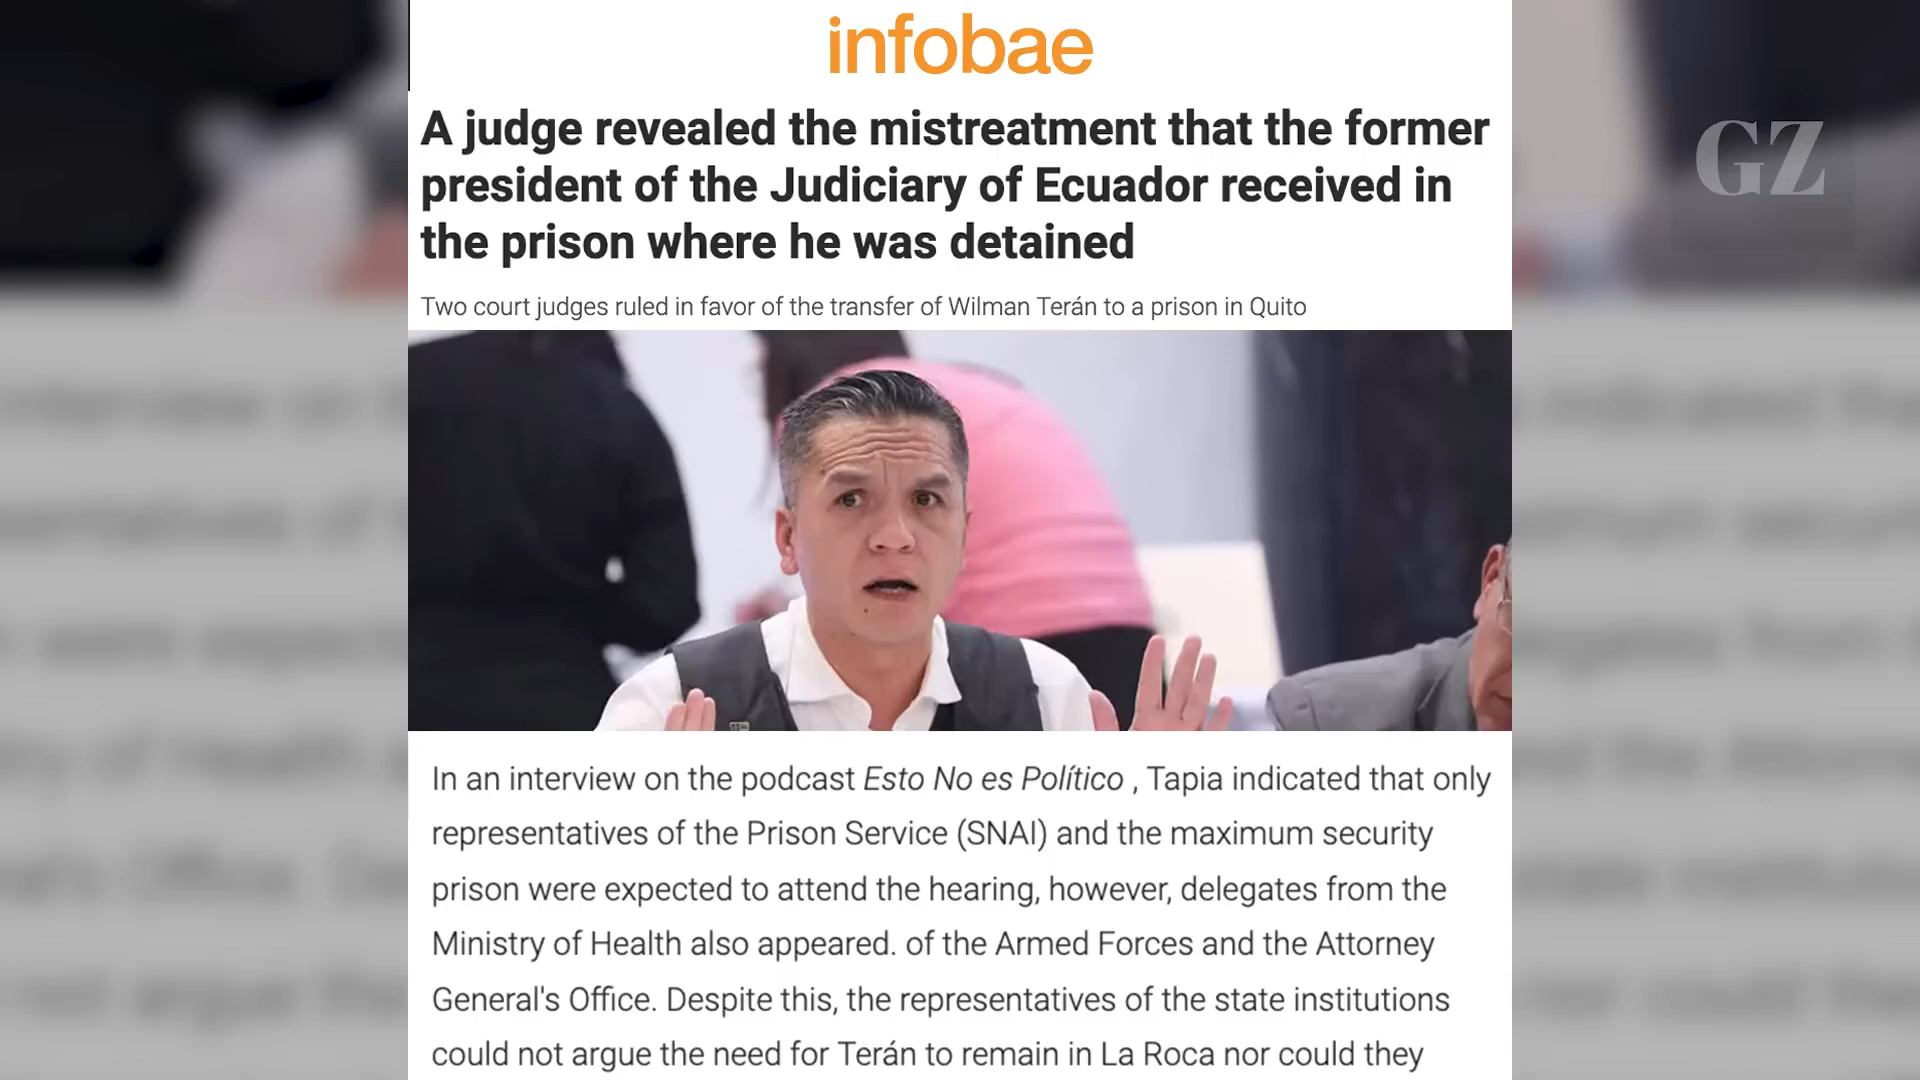 infobae
GZ
A judge revealed the mistreatment that the former
president of the Judiciary of Ecuador received in
the prison where he was detained
Two court judges ruled in favor of the transfer of Wilman Terán to a prison in Quito
In an interview on the podcast Esto No es Político , Tapia indicated that only
representatives of the Prison Service (SNAI) and the maximum security
prison were expected to attend the hearing, however, delegates from the
Ministry of Health also appeared. of the Armed Forces and the Attorney
General's Office. Despite this, the representatives of the state institutions
could not argue the need for Terán to remain in La Roca nor could they